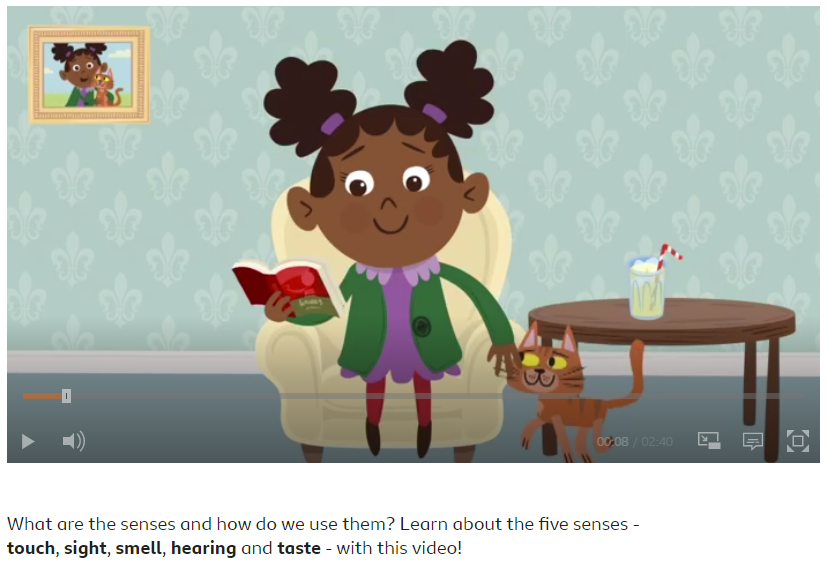 00:08 / 02:40
What are the senses and how do we use them? Learn about the five senses -
touch, sight, smell, hearing and taste - with this video!